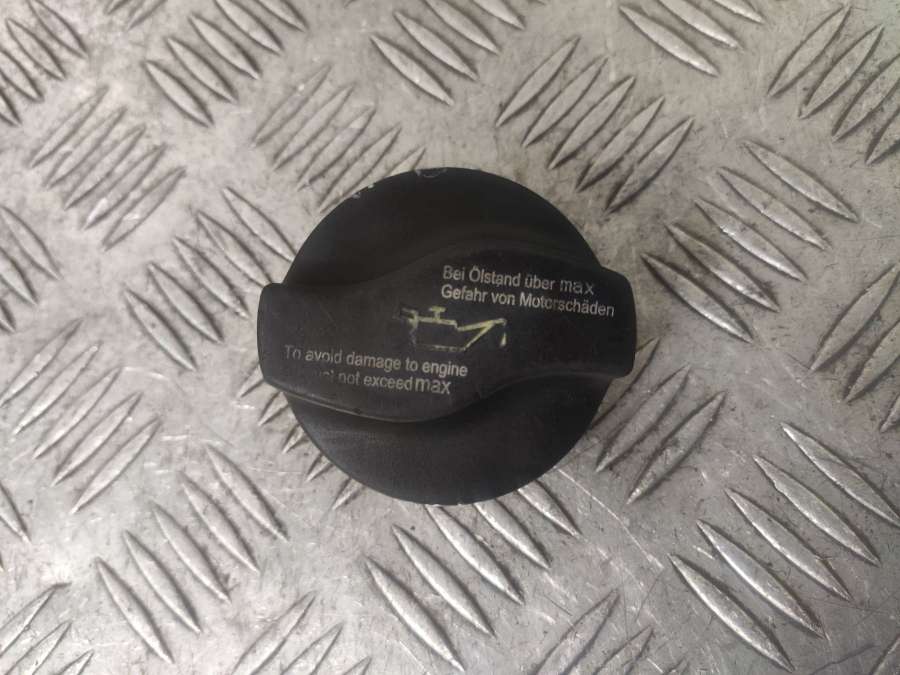 Bei Ölstand über max
Gefahr von Motorschäden
To avoid damage to engine
not exceed max